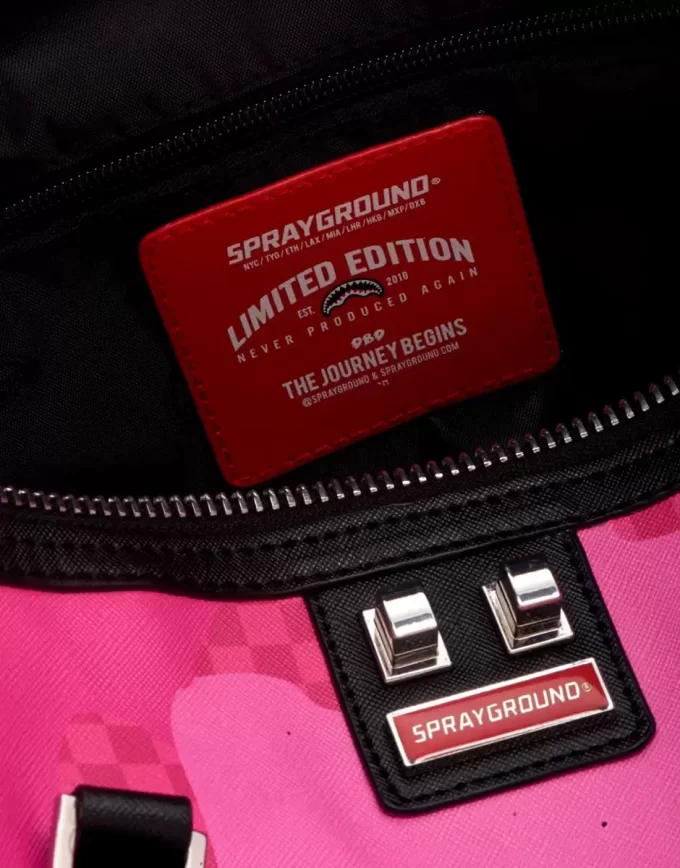 SPRAYGROUND®
NYC/TYO/ETH/LAX/MIA/LHR/HKG/MXP/DXB
LIMITED EDITION
EST. 2010
NEVER PRODUCED AGAIN
DBD
THE JOURNEY BEGINS
@SPRAYGROUND & SPRAYGROUND.COM
SPRAYGROUND®